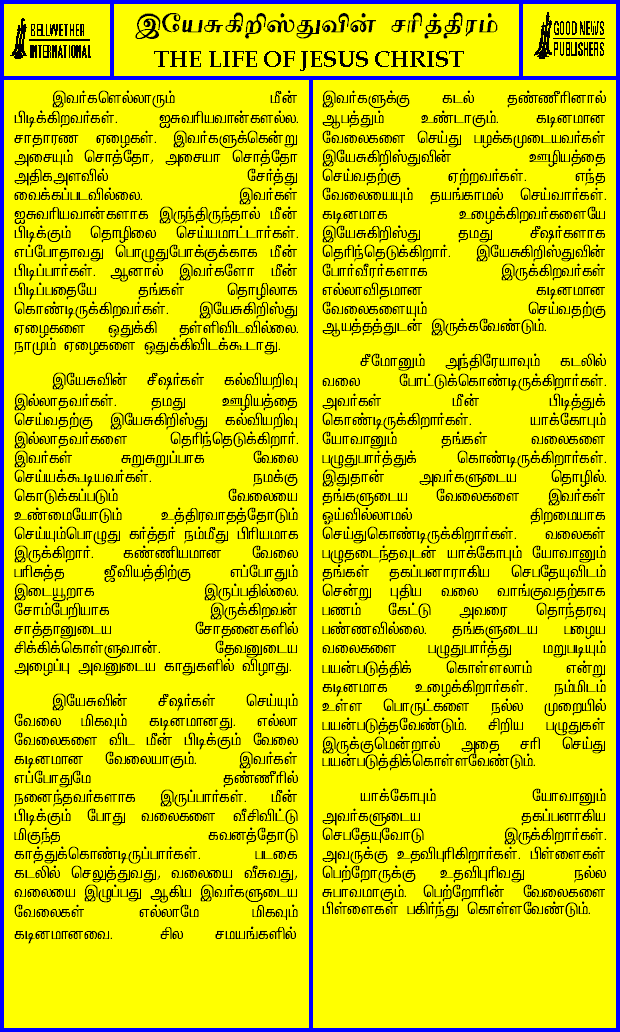 BELLWETHER
INTERNATIONAL
இயேசுகிறிஸ்துவின் சரித்திரம்
THE LIFE OF JESUS CHRIST
GOOD NEWS
PUBLISHERS
இவர்களெல்லாரும் மீன்
பிடிக்கிறவர்கள். ஐசுவரியவான்களல்ல.
சாதாரண ஏழைகள். இவர்களுக்கென்று
அசையும் சொத்தோ, அசையா சொத்தோ
அதிகஅளவில் சேர்த்து
வைக்கப்படவில்லை. இவர்கள்
ஐசுவரியவான்களாக இருந்திருந்தால் மீன்
பிடிக்கும் தொழிலை செய்யமாட்டார்கள்.
எப்போதாவது பொழுதுபோக்குக்காக மீன்
பிடிப்பார்கள். ஆனால் இவர்களோ மீன்
பிடிப்பதையே தங்கள் தொழிலாக
கொண்டிருக்கிறவர்கள். இயேசுகிறிஸ்து
ஏழைகளை ஒதுக்கி தள்ளிவிடவில்லை.
நாமும் ஏழைகளை ஒதுக்கிவிடக்கூடாது.
இயேசுவின் சீஷர்கள் கல்வியறிவு
இல்லாதவர்கள். தமது ஊழியத்தை
செய்வதற்கு இயேசுகிறிஸ்து கல்வியறிவு
இல்லாதவர்களை தெரிந்தெடுக்கிறார்.
இவர்கள் சுறுசுறுப்பாக வேலை
செய்யக்கூடியவர்கள். நமக்கு
கொடுக்கப்படும் வேலையை
உண்மையோடும் உத்திரவாதத்தோடும்
செய்யும்பொழுது கர்த்தர் நம்மீது பிரியமாக
இருக்கிறார். கண்ணியமான வேலை
பரிசுத்த ஜீவியத்திற்கு எப்போதும்
இடையூறாக இருப்பதில்லை.
சோம்பேறியாக இருக்கிறவன்
சாத்தானுடைய சோதனைகளில்
சிக்கிக்கொள்ளுவான். தேவனுடைய
அழைப்பு அவனுடைய காதுகளில் விழாது.
இயேசுவின் சீஷர்கள் செய்யும்
வேலை மிகவும் கடினமானது. எல்லா
வேலைகளை விட மீன் பிடிக்கும் வேலை
கடினமான வேலையாகும். இவர்கள்
எப்போதுமே தண்ணீரில்
நனைந்தவர்களாக இருப்பார்கள். மீன்
பிடிக்கும் போது வலைகளை வீசிவிட்டு
மிகுந்த கவனத்தோடு
காத்துக்கொண்டிருப்பார்கள். படகை
கடலில் செலுத்துவது, வலையை வீசுவது,
வலையை இழுப்பது ஆகிய இவர்களுடைய
வேலைகள் எல்லாமே மிகவும்
கடினமானவை. சில சமயங்களில்
இவர்களுக்கு கடல் தண்ணீரினால்
ஆபத்தும் உண்டாகும். கடினமான
வேலைகளை செய்து பழக்கமுடையவர்கள்
இயேசுகிறிஸ்துவின் ஊழியத்தை
செய்வதற்கு ஏற்றவர்கள். எந்த
வேலையையும் தயங்காமல் செய்வார்கள்.
கடினமாக உழைக்கிறவர்களையே
இயேசுகிறிஸ்து தமது சீஷர்களாக
தெரிந்தெடுக்கிறார். இயேசுகிறிஸ்துவின்
போர்வீரர்களாக இருக்கிறவர்கள்
எல்லாவிதமான கடினமான
வேலைகளையும் செய்வதற்கு
ஆயத்தத்துடன் இருக்கவேண்டும்.
சீமோனும் அந்திரேயாவும் கடலில்
வலை போட்டுக்கொண்டிருக்கிறார்கள்.
அவர்கள் மீன் பிடித்துக்
கொண்டிருக்கிறார்கள். யாக்கோபும்
யோவானும் தங்கள் வலைகளை
பழுதுபார்த்துக் கொண்டிருக்கிறார்கள்.
இதுதான் அவர்களுடைய தொழில்.
தங்களுடைய வேலைகளை இவர்கள்
ஓய்வில்லாமல் திறமையாக
செய்துகொண்டிருக்கிறார்கள். வலைகள்
பழுதடைந்தவுடன் யாக்கோபும் யோவானும்
தங்கள் தகப்பனாராகிய செபதேயுவிடம்
சென்று புதிய வலை வாங்குவதற்காக
பணம் கேட்டு அவரை தொந்தரவு
பண்ணவில்லை. தங்களுடைய பழைய
வலைகளை பழுதுபார்த்து மறுபடியும்
பயன்படுத்திக் கொள்ளலாம் என்று
கடினமாக உழைக்கிறார்கள். நம்மிடம்
உள்ள பொருட்களை நல்ல முறையில்
பயன்படுத்தவேண்டும். சிறிய பழுதுகள்
இருக்குமென்றால் அதை சரி செய்து
பயன்படுத்திக்கொள்ளவேண்டும்.
யாக்கோபும் யோவானும்
அவர்களுடைய தகப்பனாகிய
செபதேயுவோடு இருக்கிறார்கள்.
அவருக்கு உதவிபுரிகிறார்கள். பிள்ளைகள்
பெற்றோருக்கு உதவிபுரிவது நல்ல
சுபாவமாகும். பெற்றோரின் வேலைகளை
பிள்ளைகள் பகிர்ந்து கொள்ளவேண்டும்.